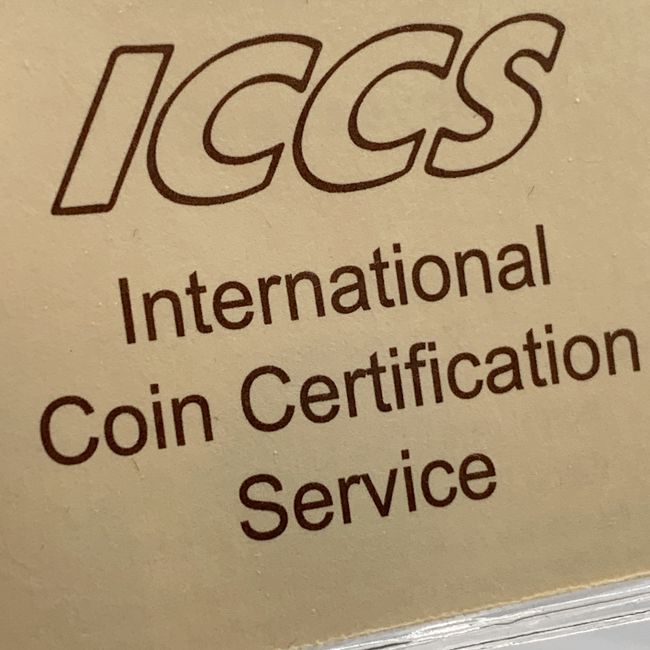 ICCS
International
Coin Certification
Service